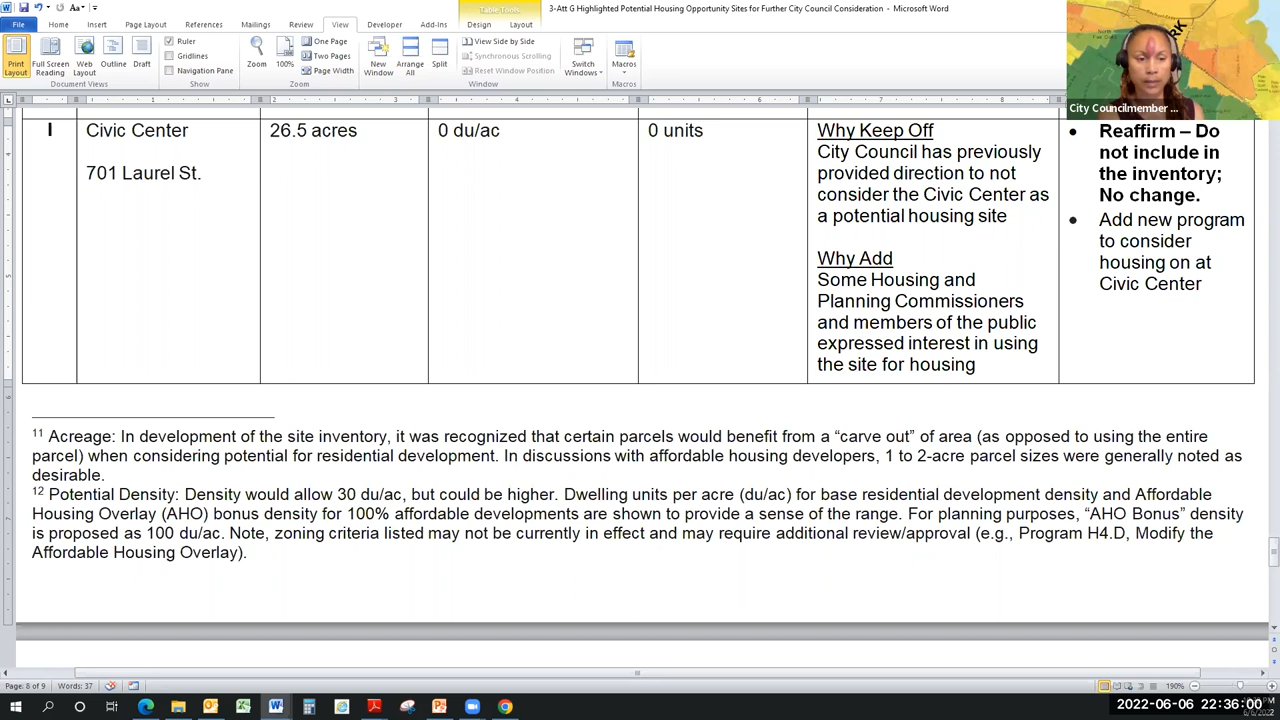 Table Tools
3-Att G Highlighted Potential Housing Opportunity Sites for Further City Council Consideration - Microsoft Word
File Home Insert Page Layout References Mailings Review View Developer Add-Ins Design Layout
Print Layout
Full Screen Reading
Web Layout
Outline
Draft
Document Views
Ruler
Gridlines
Navigation Pane
Show
Zoom
100%
One Page
Two Pages
Page Width
Zoom
New Window
Arrange All
Split
View Side by Side
Synchronous Scrolling
Reset Window Position
Window
Switch Windows
Macros
Macros
City Councilmember ...
I
Civic Center
701 Laurel St.
26.5 acres
0 du/ac
0 units
Why Keep Off
City Council has previously
provided direction to not
consider the Civic Center as
a potential housing site
Why Add
Some Housing and
Planning Commissioners
and members of the public
expressed interest in using
the site for housing
• Reaffirm – Do
not include in
the inventory;
No change.
• Add new program
to consider
housing on at
Civic Center
11 Acreage: In development of the site inventory, it was recognized that certain parcels would benefit from a “carve out” of area (as opposed to using the entire
parcel) when considering potential for residential development. In discussions with affordable housing developers, 1 to 2-acre parcel sizes were generally noted as
desirable.
12 Potential Density: Density would allow 30 du/ac, but could be higher. Dwelling units per acre (du/ac) for base residential development density and Affordable
Housing Overlay (AHO) bonus density for 100% affordable developments are shown to provide a sense of the range. For planning purposes, “AHO Bonus” density
is proposed as 100 du/ac. Note, zoning criteria listed may not be currently in effect and may require additional review/approval (e.g., Program H4.D, Modify the
Affordable Housing Overlay).
Page: 8 of 9 Words: 37
190%
2022-06-06 22:36:00